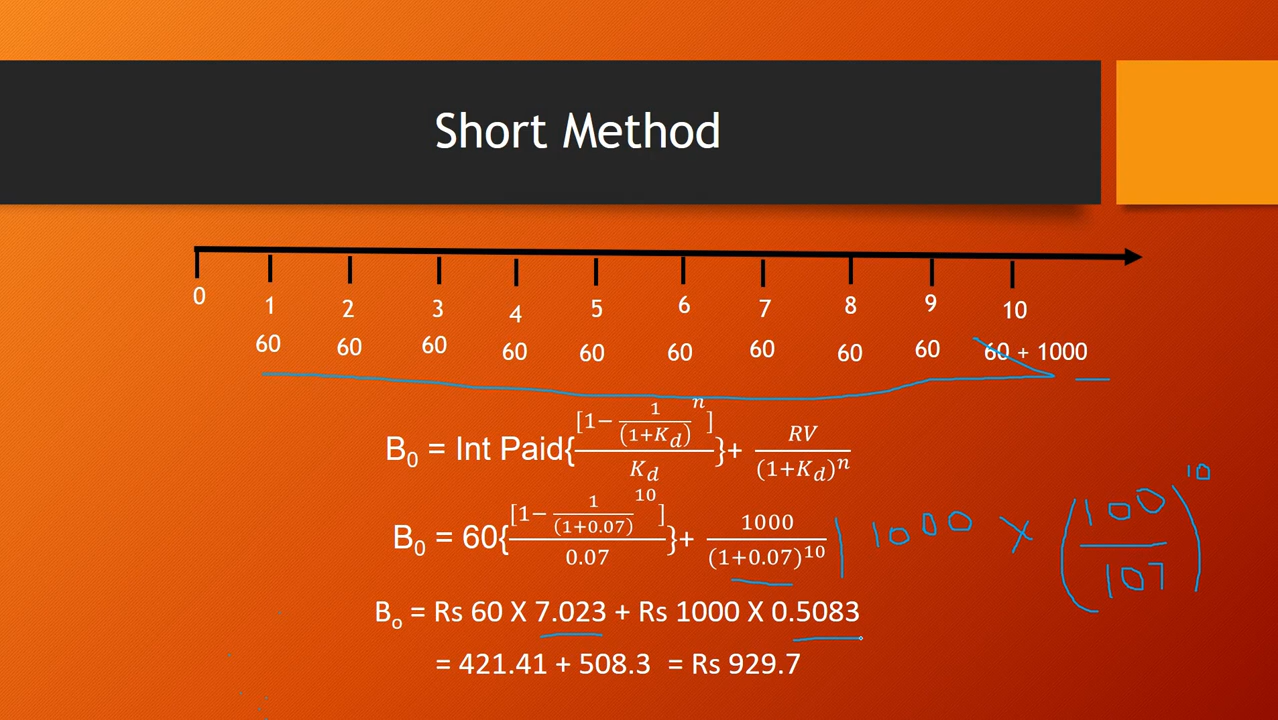 Short Method
0 1 2 3 4 5 6 7 8 9 10
60 60 60 60 60 60 60 60 60 60 + 1000
B₀ = Int Paid{[1− 1/(1+K_d)ⁿ]/K_d}+ RV/(1+K_d)ⁿ
B₀ = 60{[1− 1/(1+0.07)¹⁰]/0.07}+ 1000/(1+0.07)¹⁰ | 1000 × (100/107)¹⁰
Bₒ = Rs 60 X 7.023 + Rs 1000 X 0.5083
= 421.41 + 508.3 = Rs 929.7